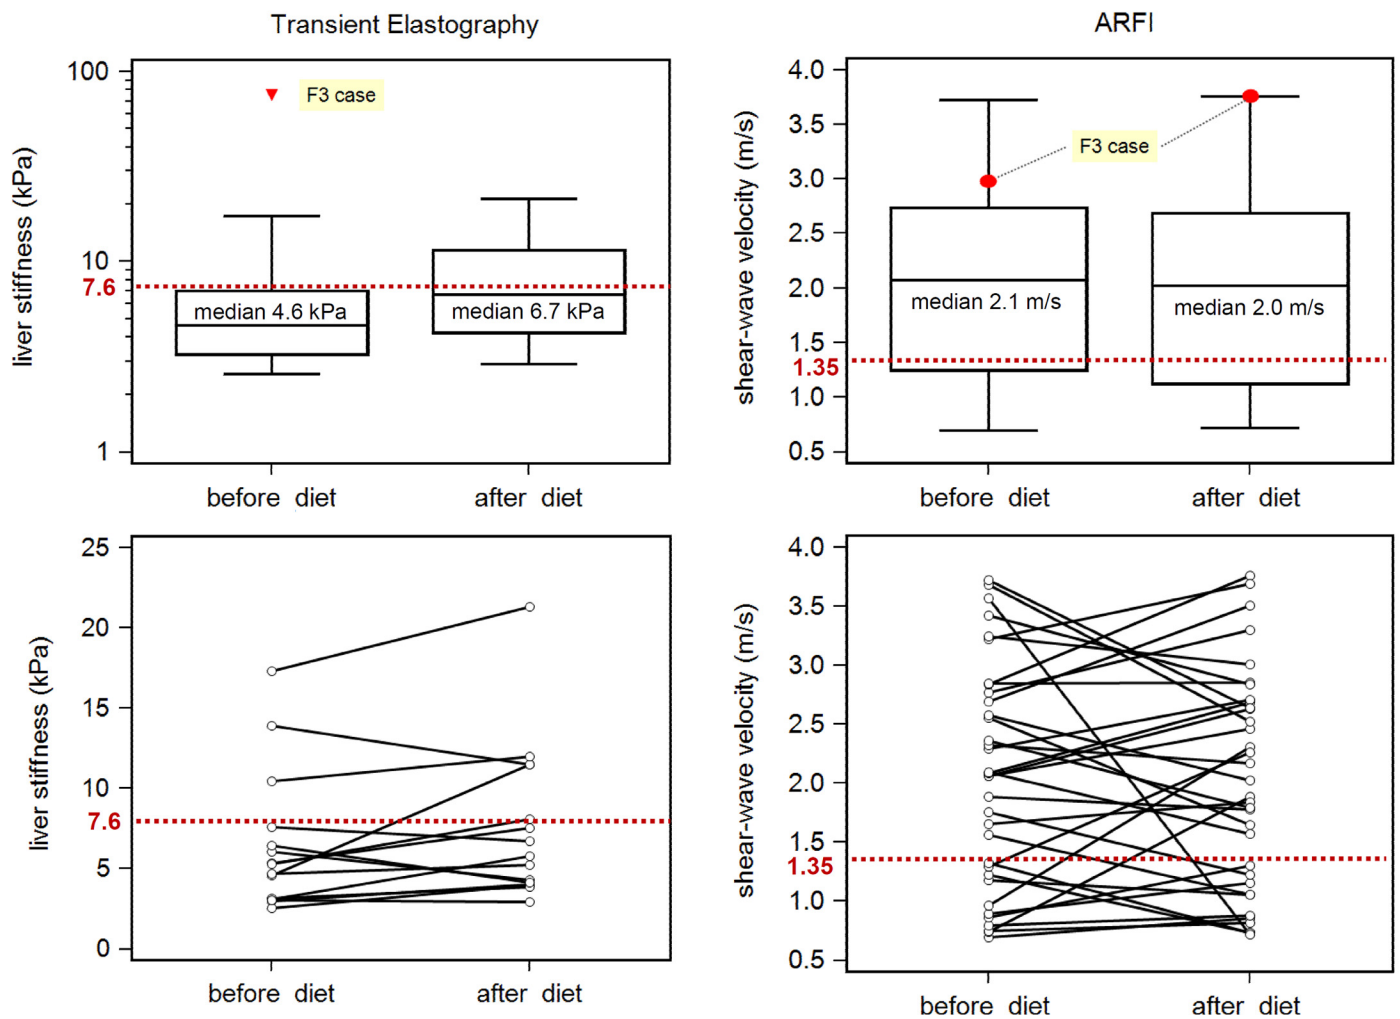 Transient Elastography
liver stiffness (kPa)
100
10
1
7.6
F3 case
median 4.6 kPa
median 6.7 kPa
before diet
after diet
ARFI
shear-wave velocity (m/s)
4.0
3.5
3.0
2.5
2.0
1.5
1.0
0.5
1.35
F3 case
median 2.1 m/s
median 2.0 m/s
before diet
after diet
liver stiffness (kPa)
25
20
15
10
5
0
7.6
before diet
after diet
shear-wave velocity (m/s)
4.0
3.5
3.0
2.5
2.0
1.5
1.0
0.5
1.35
before diet
after diet